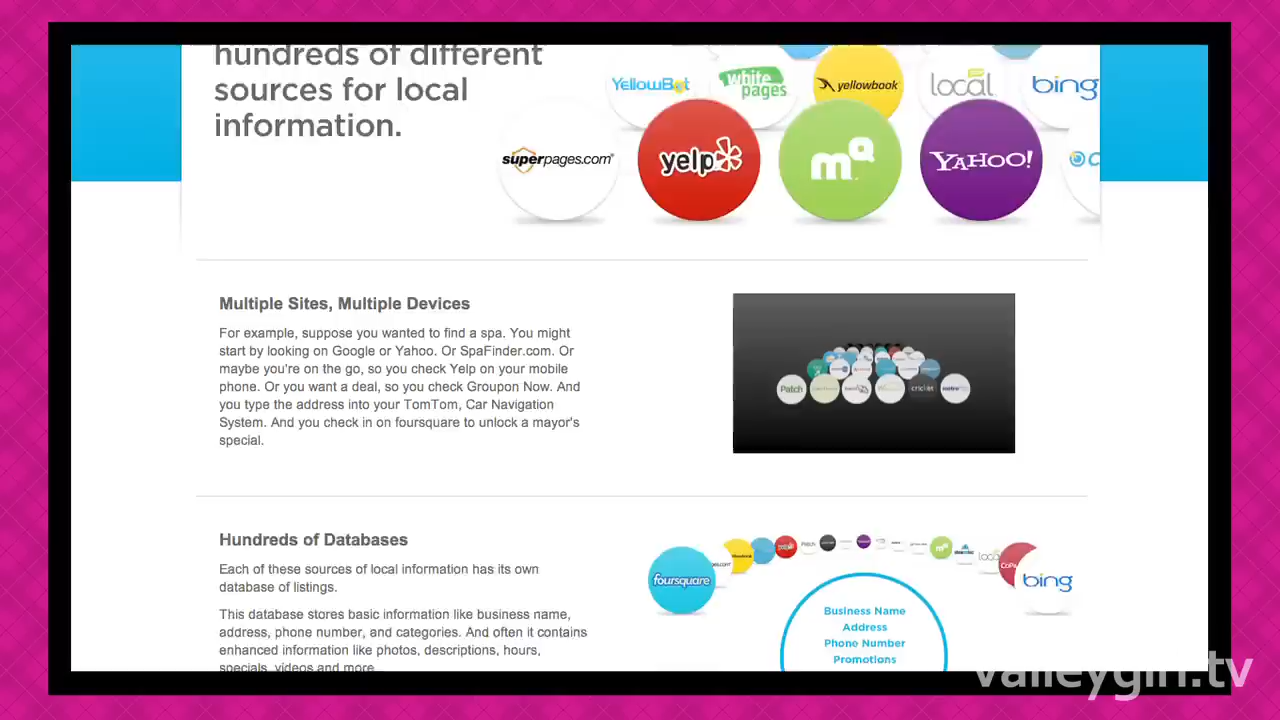 hundreds of different
sources for local
information.
YELLOWBOT
white pages
yellowbook
local
bing
superpages.com
yelp
ma
YAHOO!
Multiple Sites, Multiple Devices
For example, suppose you wanted to find a spa. You might
start by looking on Google or Yahoo. Or SpaFinder.com. Or
maybe you're on the go, so you check Yelp on your mobile
phone. Or you want a deal, so you check Groupon Now. And
you type the address into your TomTom, Car Navigation
System. And you check in on foursquare to unlock a mayor's
special.
Patch
cricket
metro
Hundreds of Databases
Each of these sources of local information has its own
database of listings.
This database stores basic information like business name,
address, phone number, and categories. And often it contains
enhanced information like photos, descriptions, hours,
specials, videos and more.
foursquare
yelp
Patch
local
bing
Business Name
Address
Phone Number
Promotions
valleygirl.tv